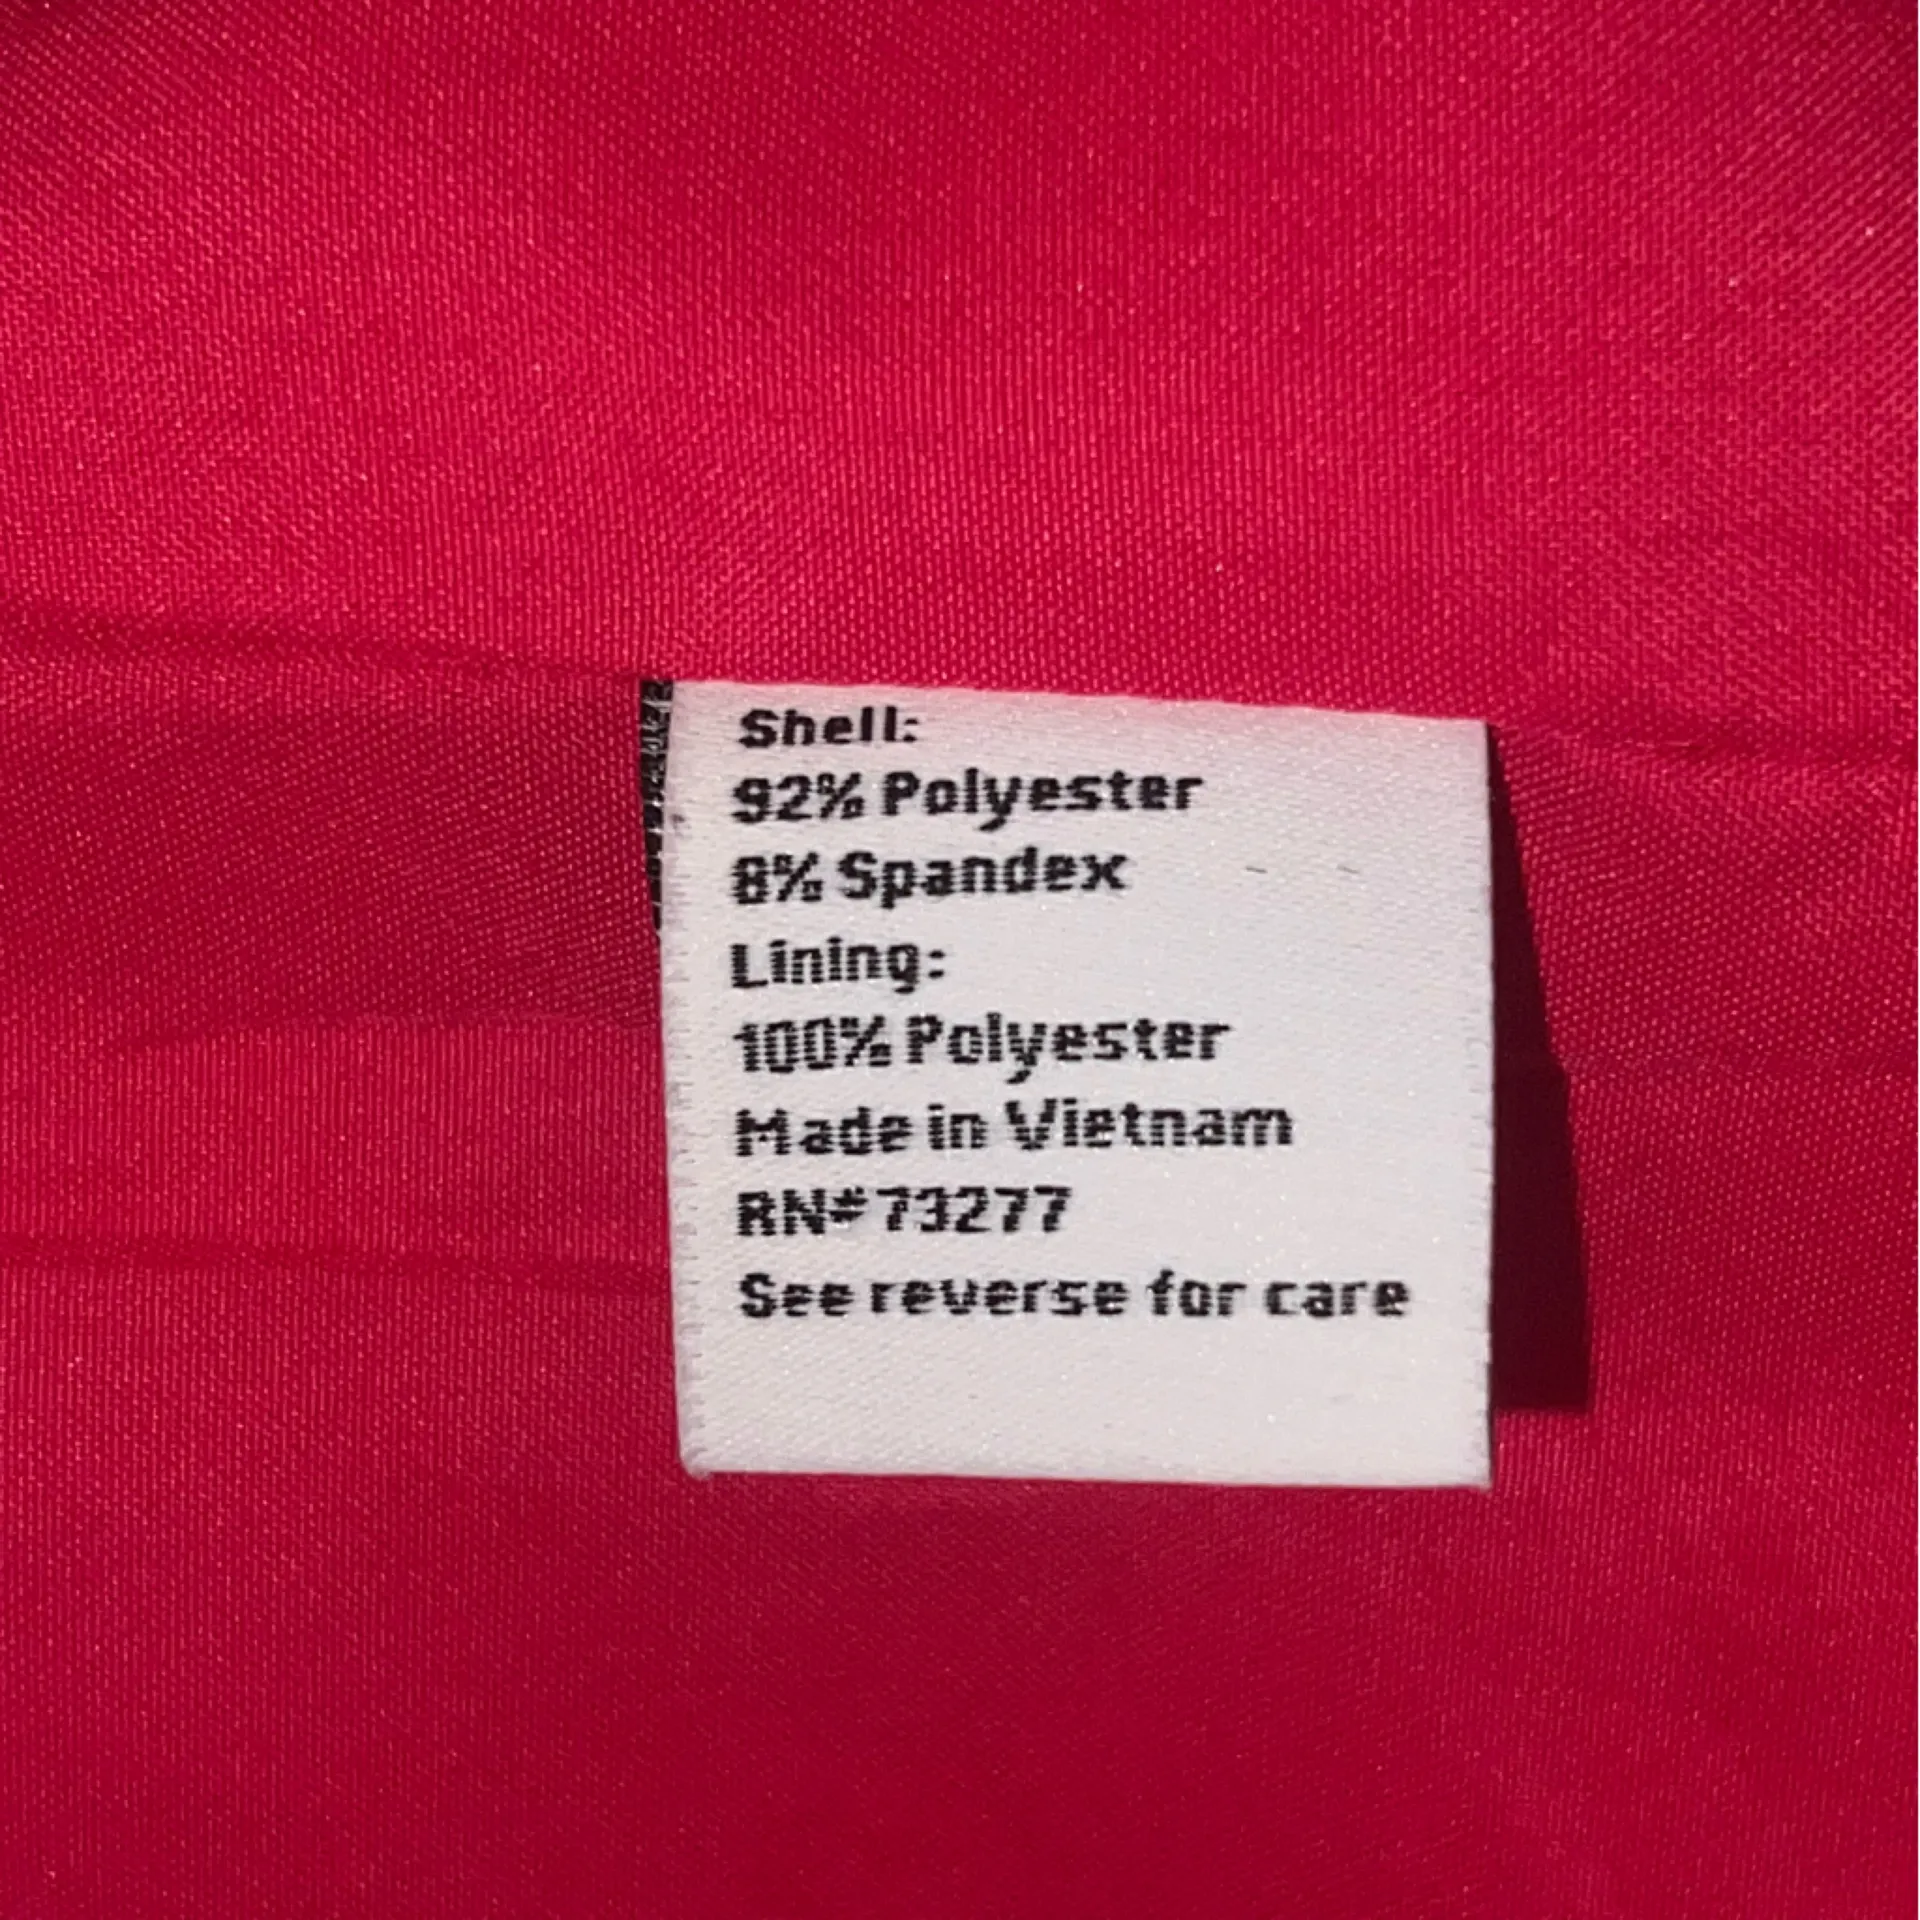 Shell:
92% Polyester
8% Spandex
Lining:
100% Polyester
Made in Vietnam
RN#73277
See reverse for care